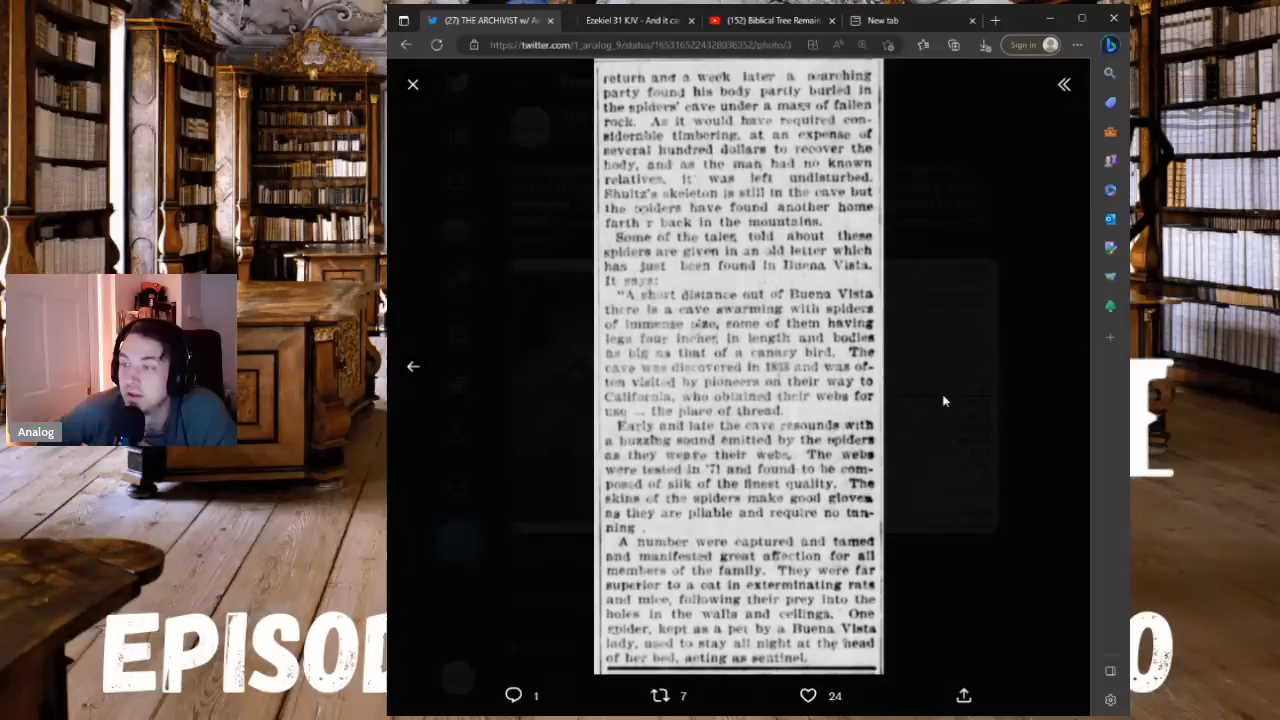 (27) THE ARCHIVIST w/ An
Ezekiel 31 KJV - And it ca
(152) Biblical Tree Remain
New tab
https://twitter.com/1_analog_9/status/1653165224328036352/photo/3
Sign in
return and a week later a searching
party found his body partly buried in
the spiders' cave under a mass of fallen
rock. As it would have required con-
siderable timbering, at an expense of
several hundred dollars to recover the
body, and as the man had no known
relatives, it was left undisturbed.
Shultz's skeleton is still in the cave but
the spiders have found another home
farth r back in the mountains.
Some of the tales told about these
spiders are given in an old letter which
has just been found in Buena Vista.
It says:
"A short distance out of Buena Vista
there is a cave swarming with spiders
of immense size, some of them having
legs four inches in length and bodies
as big as that of a canary bird. The
cave was discovered in and was of-
ten visited by pioneers on their way to
California, who obtained their webs for
use ... the place of thread.
Early and late the cave resounds with
a buzzing sound emitted by the spiders
as they weave their webs. The webs
were tested in '71 and found to be com-
posed of silk of the finest quality. The
skins of the spiders make good gloves
as they are pliable and require no tan-
ning .
A number were captured and tamed
and manifested great affection for all
members of the family. They were far
superior to a cat in exterminating rats
and mice, following their prey into the
holes in the walls and ceilings. One
spider, kept as a pet by a Buena Vista
lady, used to stay all night at the head
of her bed, acting as sentinel.
1
7
24
Analog
EPISOD
0